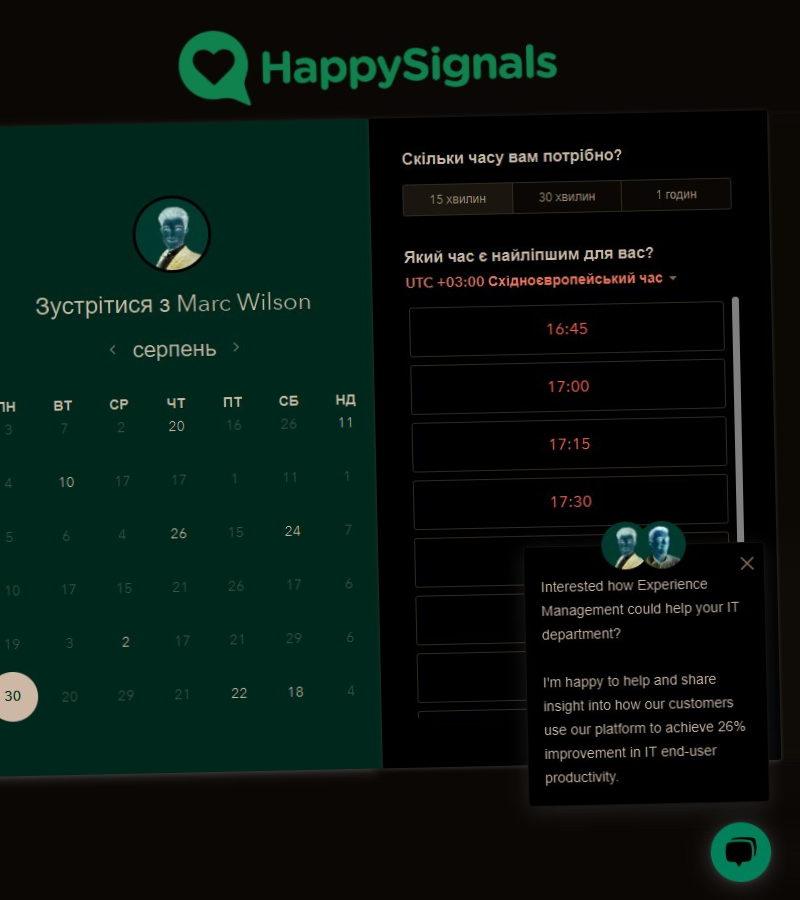 HappySignals
Зустрітися з Marc Wilson
серпень
ПН ВТ СР ЧТ ПТ СБ НД
3 7 2 20 16 26 11
4 10 17 17 1 11 1
5 6 4 26 15 24 7
10 17 15 21 26 17 6
19 3 2 17 21 29 6
30 20 29 21 22 18 4
Скільки часу вам потрібно?
15 хвилин 30 хвилин 1 годин
Який час є найліпшим для вас?
UTC +03:00 Східноєвропейський час
16:45
17:00
17:15
17:30
Interested how Experience
Management could help your IT
department?
I'm happy to help and share
insight into how our customers
use our platform to achieve 26%
improvement in IT end-user
productivity.